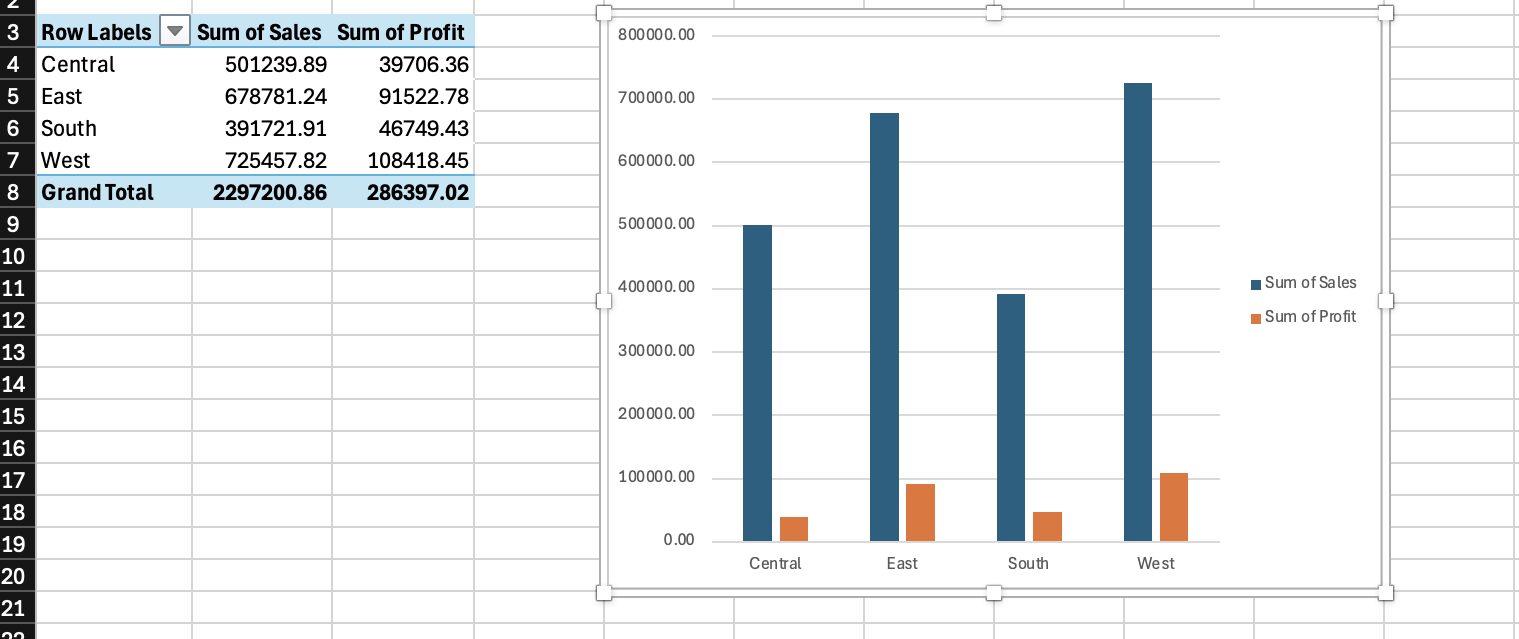 2
3 Row Labels Sum of Sales Sum of Profit
4 Central 501239.89 39706.36
5 East 678781.24 91522.78
6 South 391721.91 46749.43
7 West 725457.82 108418.45
8 Grand Total 2297200.86 286397.02
9
10
11
12
13
14
15
16
17
18
19
20
21
22
800000.00
700000.00
600000.00
500000.00
400000.00
300000.00
200000.00
100000.00
0.00
Central East South West
Sum of Sales
Sum of Profit